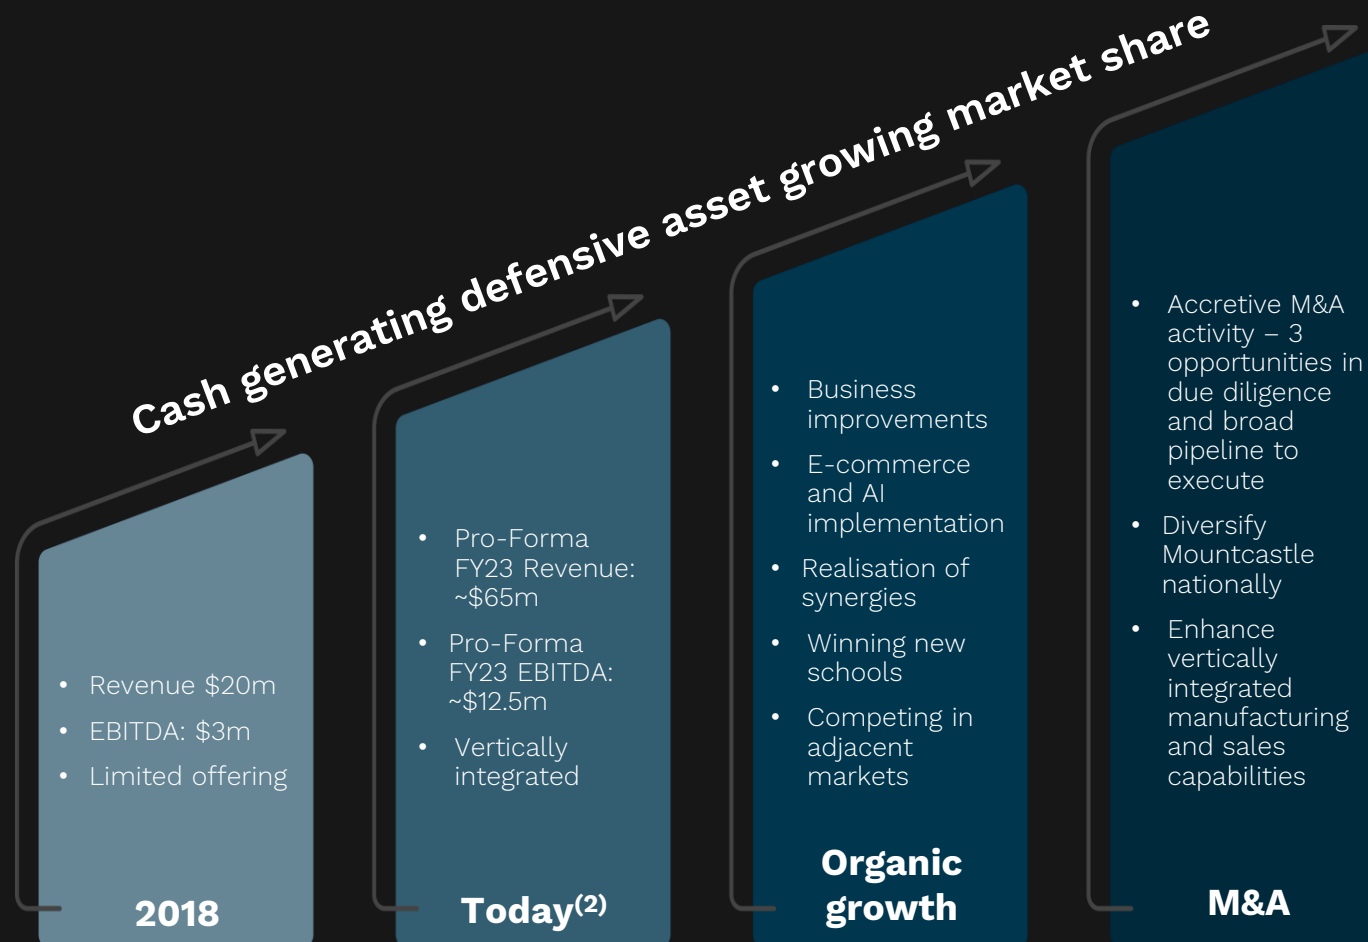 Cash generating defensive asset growing market share
• Revenue $20m
• EBITDA: $3m
• Limited offering
2018
• Pro-Forma
FY23 Revenue:
~$65m
• Pro-Forma
FY23 EBITDA:
~$12.5m
• Vertically
integrated
Today(2)
• Business
improvements
• E-commerce
and AI
implementation
• Realisation of
synergies
• Winning new
schools
• Competing in
adjacent
markets
Organic
growth
• Accretive M&A
activity – 3
opportunities in
due diligence
and broad
pipeline to
execute
• Diversify
Mountcastle
nationally
• Enhance
vertically
integrated
manufacturing
and sales
capabilities
M&A